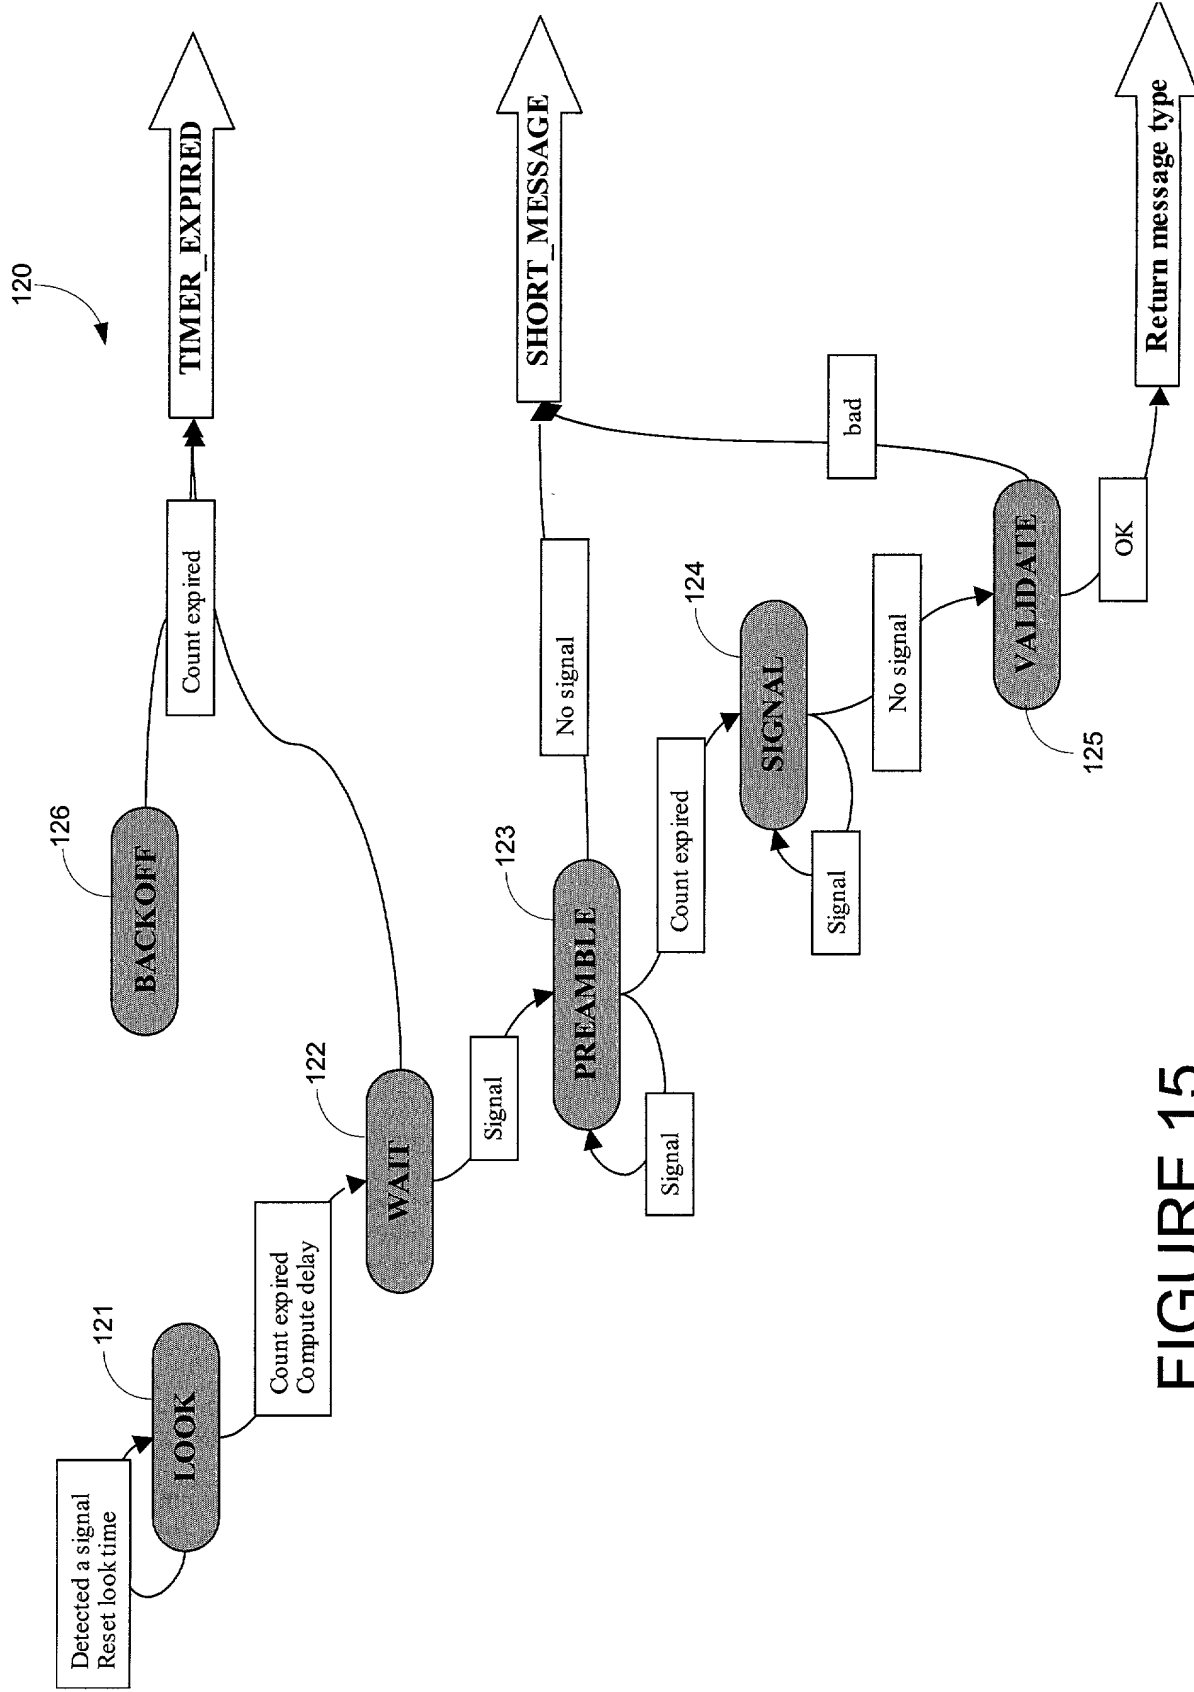 120
Detected a signal
Reset look time
LOOK
121
Count expired
Compute delay
WAIT
122
BACKOFF
126
Count expired
TIMER_EXPIRED
Signal
PREAMBLE
123
Signal
No signal
SHORT_MESSAGE
Count expired
SIGNAL
124
Signal
No signal
VALIDATE
125
bad
OK
Return message type
FIGURE 15